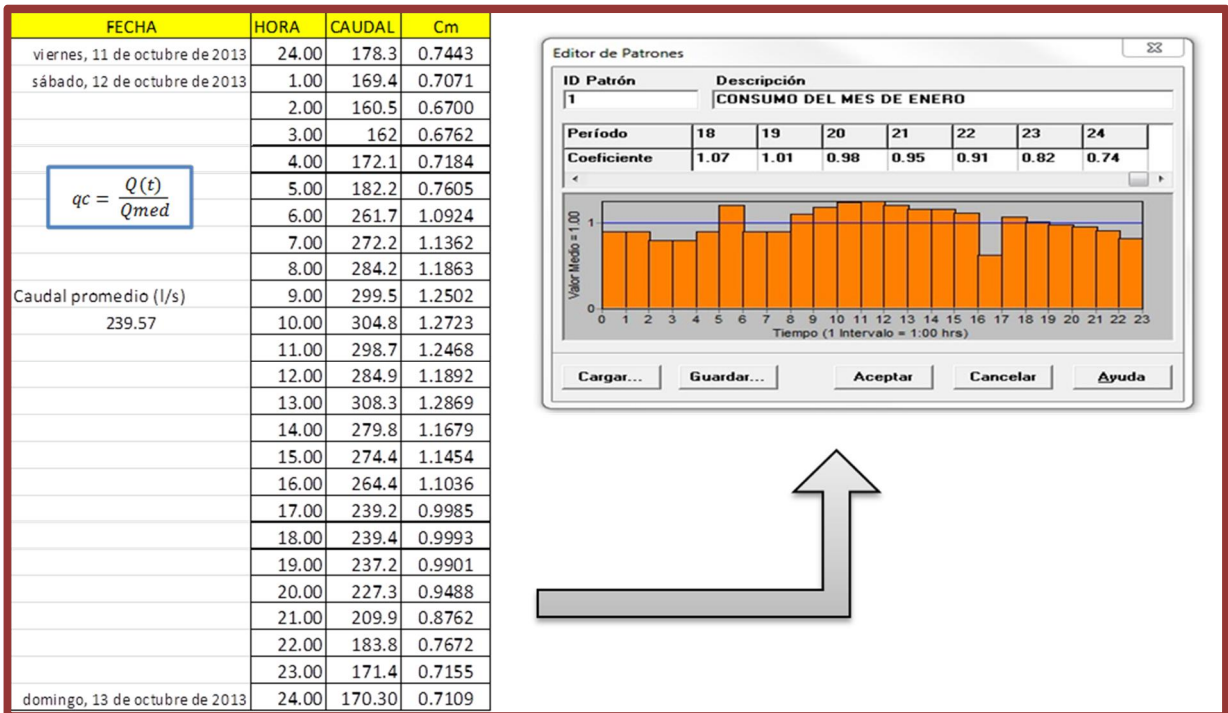 FECHA HORA CAUDAL Cm
viernes, 11 de octubre de 2013 24.00 178.3 0.7443
sábado, 12 de octubre de 2013 1.00 169.4 0.7071
2.00 160.5 0.6700
3.00 162 0.6762
4.00 172.1 0.7184
5.00 182.2 0.7605
qc = Q(t) / Qmed
6.00 261.7 1.0924
7.00 272.2 1.1362
8.00 284.2 1.1863
Caudal promedio (l/s) 9.00 299.5 1.2502
239.57 10.00 304.8 1.2723
11.00 298.7 1.2468
12.00 284.9 1.1892
13.00 308.3 1.2869
14.00 279.8 1.1679
15.00 274.4 1.1454
16.00 264.4 1.1036
17.00 239.2 0.9985
18.00 239.4 0.9993
19.00 237.2 0.9901
20.00 227.3 0.9488
21.00 209.9 0.8762
22.00 183.8 0.7672
23.00 171.4 0.7155
domingo, 13 de octubre de 2013 24.00 170.30 0.7109
Editor de Patrones
ID Patrón Descripción
1 CONSUMO DEL MES DE ENERO
Período 18 19 20 21 22 23 24
Coeficiente 1.07 1.01 0.98 0.95 0.91 0.82 0.74
Valor Medio = 1.00
1
0
0 1 2 3 4 5 6 7 8 9 10 11 12 13 14 15 16 17 18 19 20 21 22 23
Tiempo (1 Intervalo = 1:00 hrs)
Cargar... Guardar... Aceptar Cancelar Ayuda